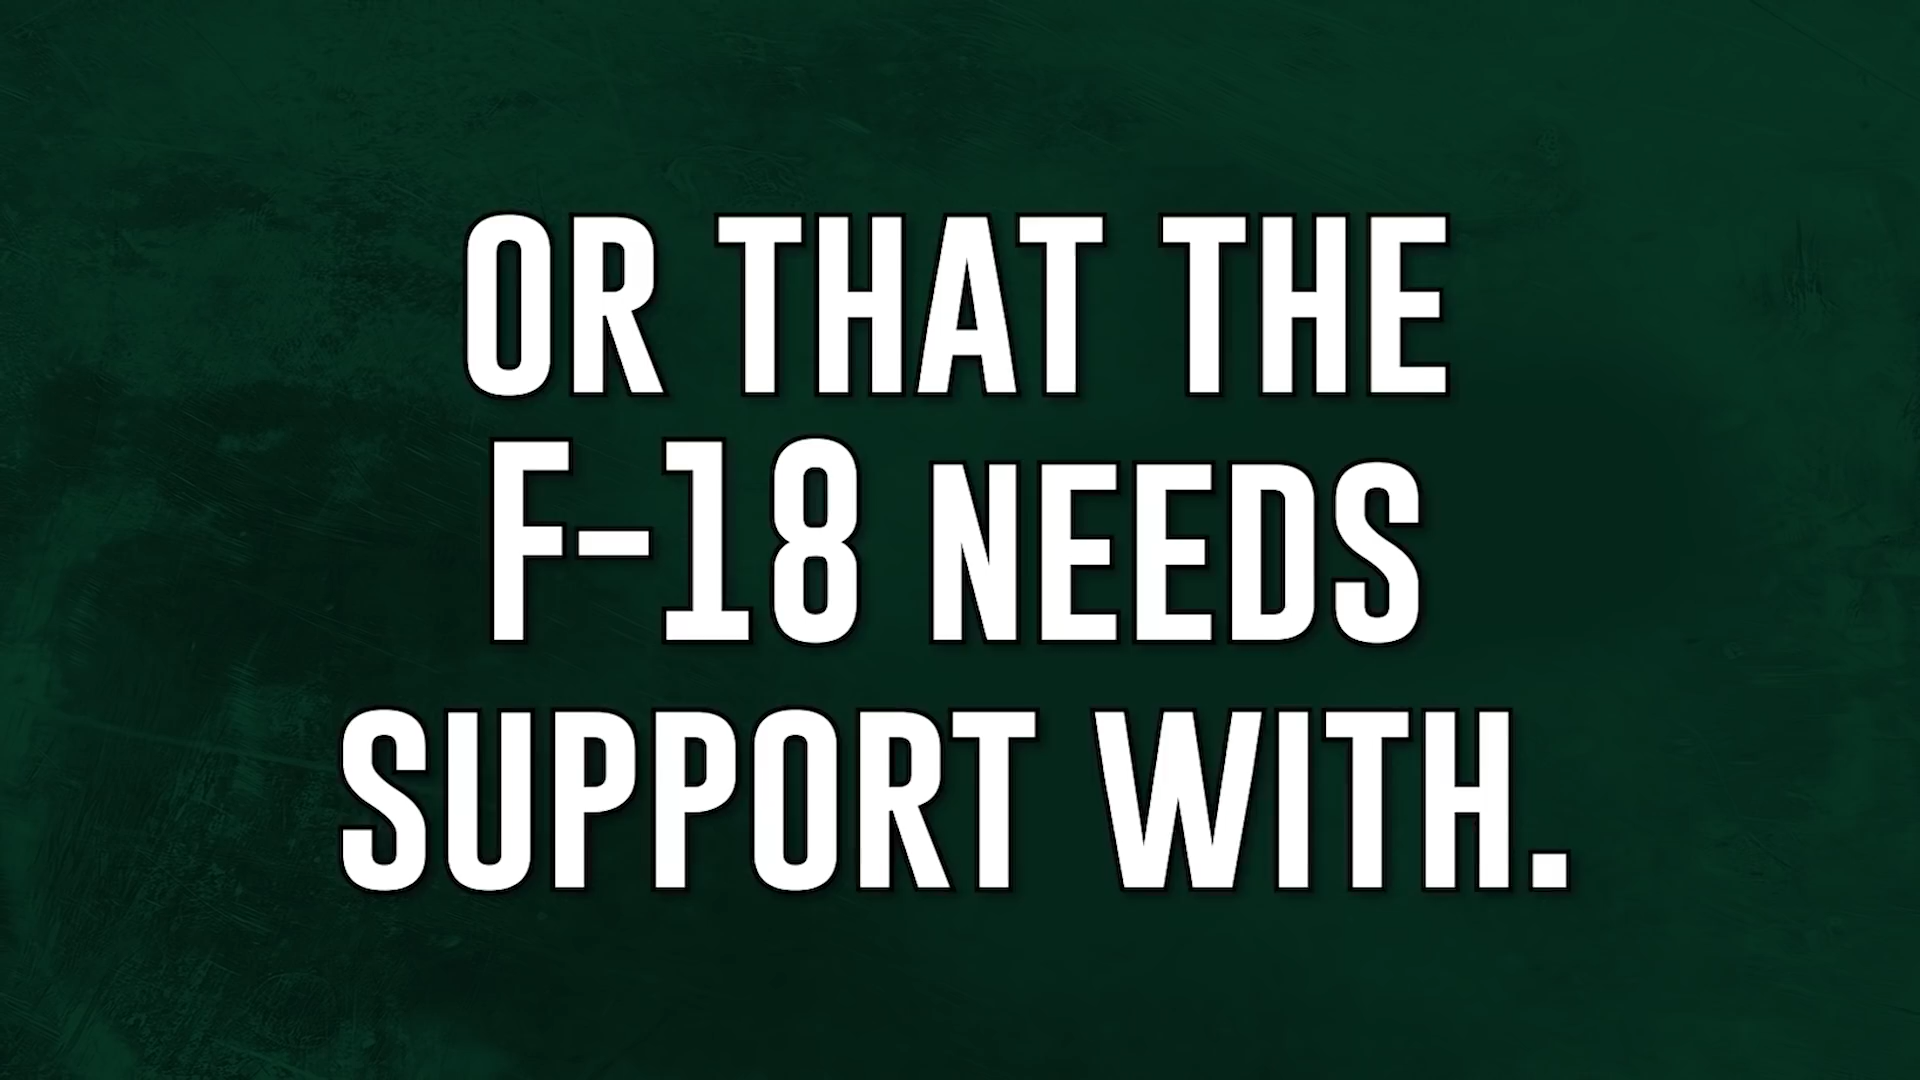 OR THAT THE
F-18 NEEDS
SUPPORT WITH.